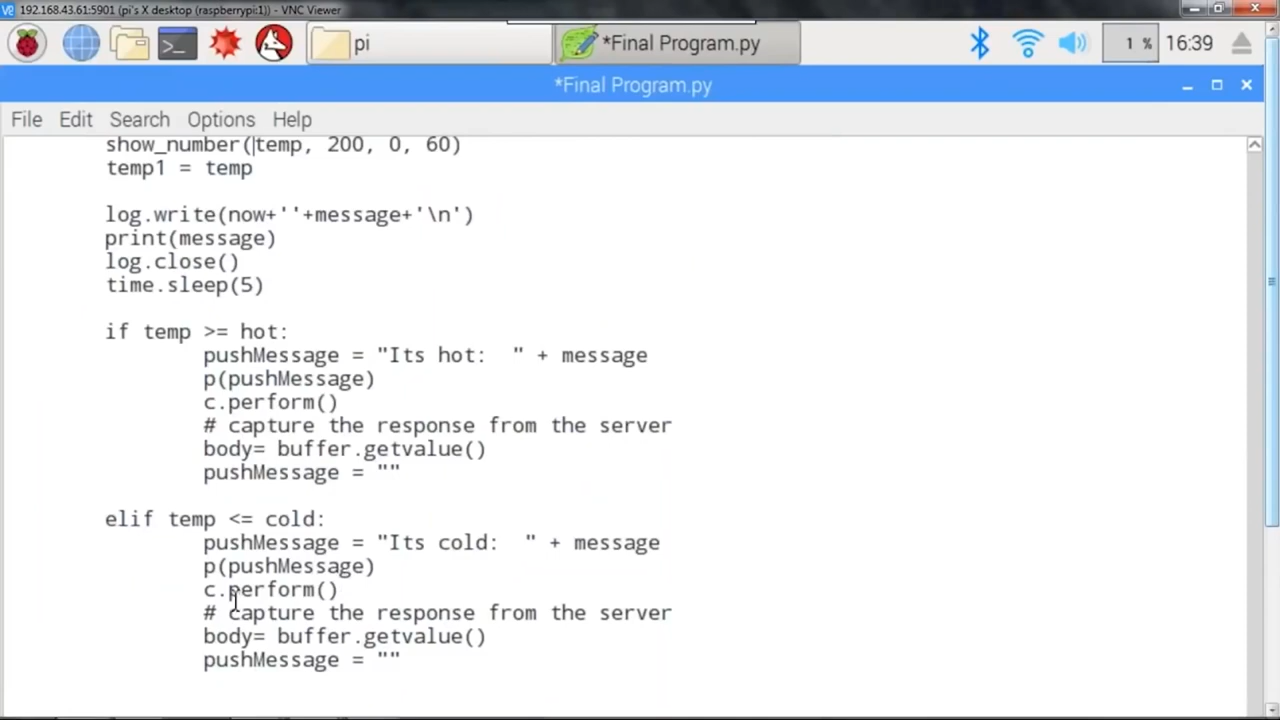 192.168.43.61:5901 (pi's X desktop (raspberrypi:1)) - VNC Viewer
pi
*Final Program.py
1 %
16:39
*Final Program.py
File Edit Search Options Help
show_number(temp, 200, 0, 60)
temp1 = temp
log.write(now+''+message+'\n')
print(message)
log.close()
time.sleep(5)
if temp >= hot:
pushMessage = "Its hot:  " + message
p(pushMessage)
c.perform()
# capture the response from the server
body= buffer.getvalue()
pushMessage = ""
elif temp <= cold:
pushMessage = "Its cold:  " + message
p(pushMessage)
c.perform()
# capture the response from the server
body= buffer.getvalue()
pushMessage = ""